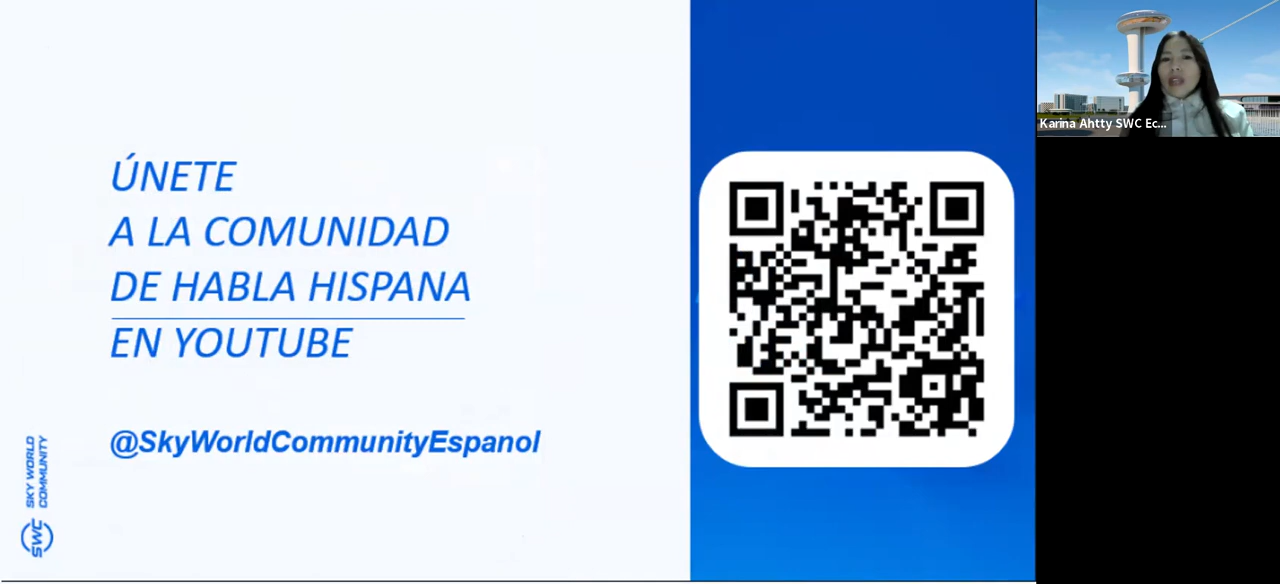 ÚNETE
A LA COMUNIDAD
DE HABLA HISPANA
EN YOUTUBE
@SkyWorldCommunityEspanol
SWC SKY WORLD
COMMUNITY
Karina Ahtty SWC Ec...